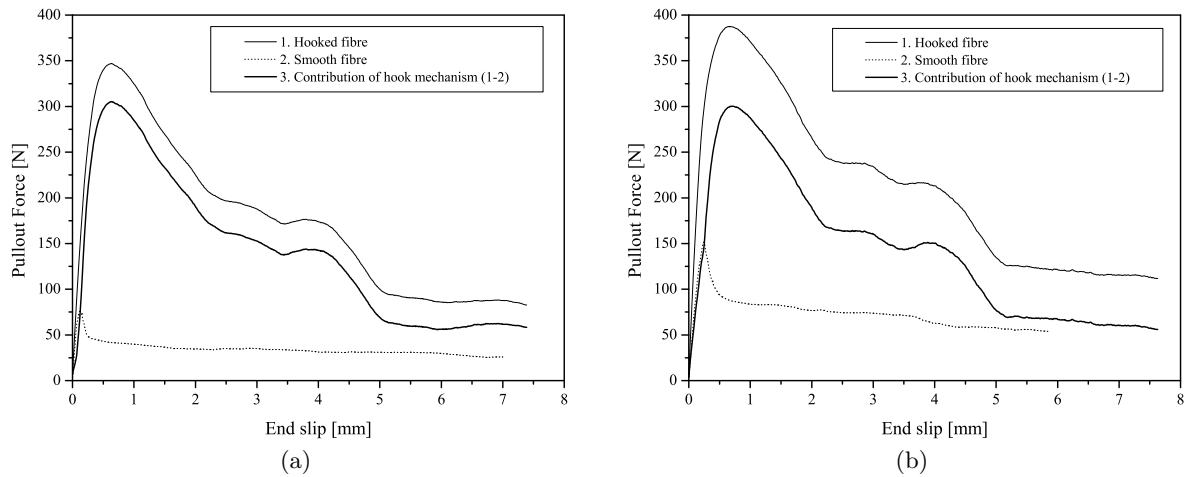 400
350
300
250
200
150
100
50
0
Pullout Force [N]
1. Hooked fibre
2. Smooth fibre
3. Contribution of hook mechanism (1-2)
0 1 2 3 4 5 6 7 8
End slip [mm]
(a)
400
350
300
250
200
150
100
50
0
Pullout Force [N]
1. Hooked fibre
2. Smooth fibre
3. Contribution of hook mechanism (1-2)
0 1 2 3 4 5 6 7 8
End slip [mm]
(b)